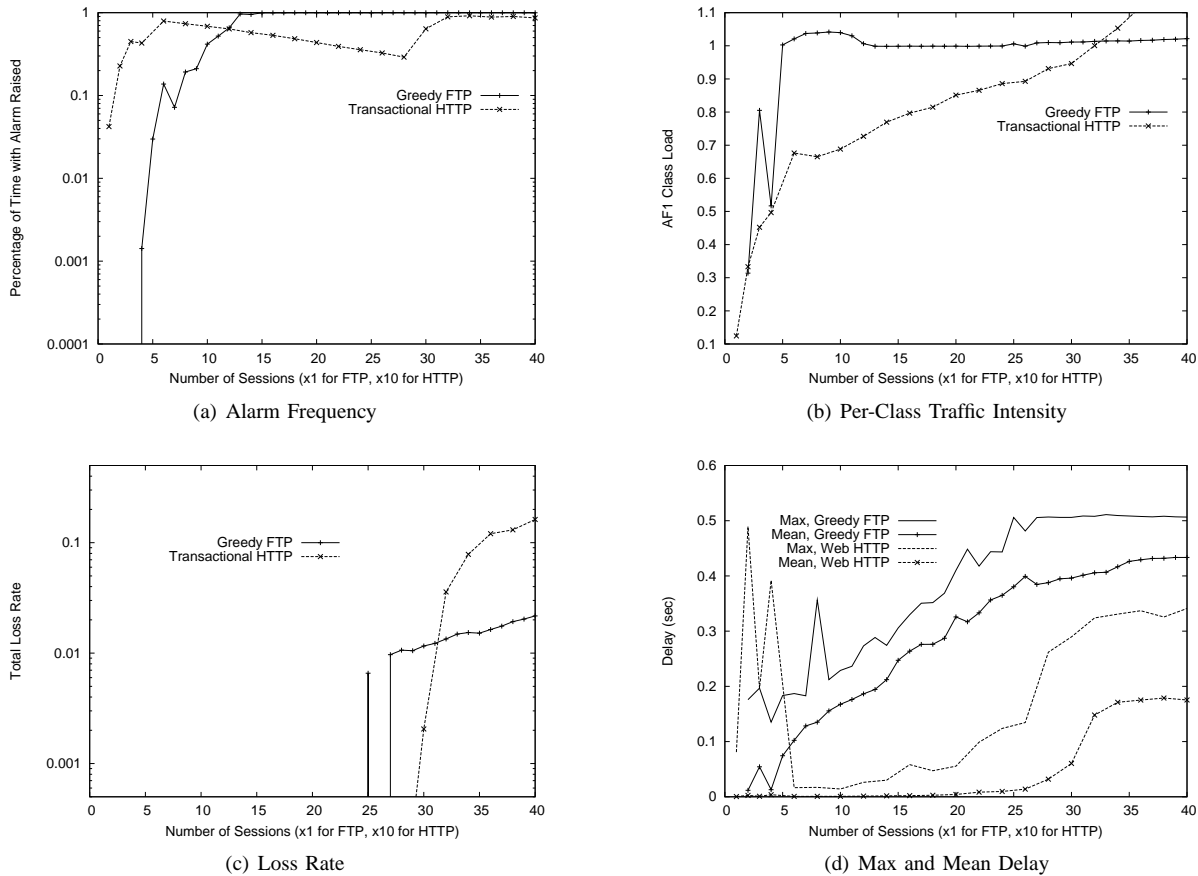 1
0.1
0.01
0.001
0.0001
0 5 10 15 20 25 30 35 40
Percentage of Time with Alarm Raised
Number of Sessions (x1 for FTP, x10 for HTTP)
Greedy FTP
Transactional HTTP
(a) Alarm Frequency
1.1
1
0.9
0.8
0.7
0.6
0.5
0.4
0.3
0.2
0.1
0 5 10 15 20 25 30 35 40
AF1 Class Load
Number of Sessions (x1 for FTP, x10 for HTTP)
Greedy FTP
Transactional HTTP
(b) Per-Class Traffic Intensity
0.1
0.01
0.001
0 5 10 15 20 25 30 35 40
Total Loss Rate
Number of Sessions (x1 for FTP, x10 for HTTP)
Greedy FTP
Transactional HTTP
(c) Loss Rate
0.6
0.5
0.4
0.3
0.2
0.1
0
0 5 10 15 20 25 30 35 40
Delay (sec)
Number of Sessions (x1 for FTP, x10 for HTTP)
Max, Greedy FTP
Mean, Greedy FTP
Max, Web HTTP
Mean, Web HTTP
(d) Max and Mean Delay